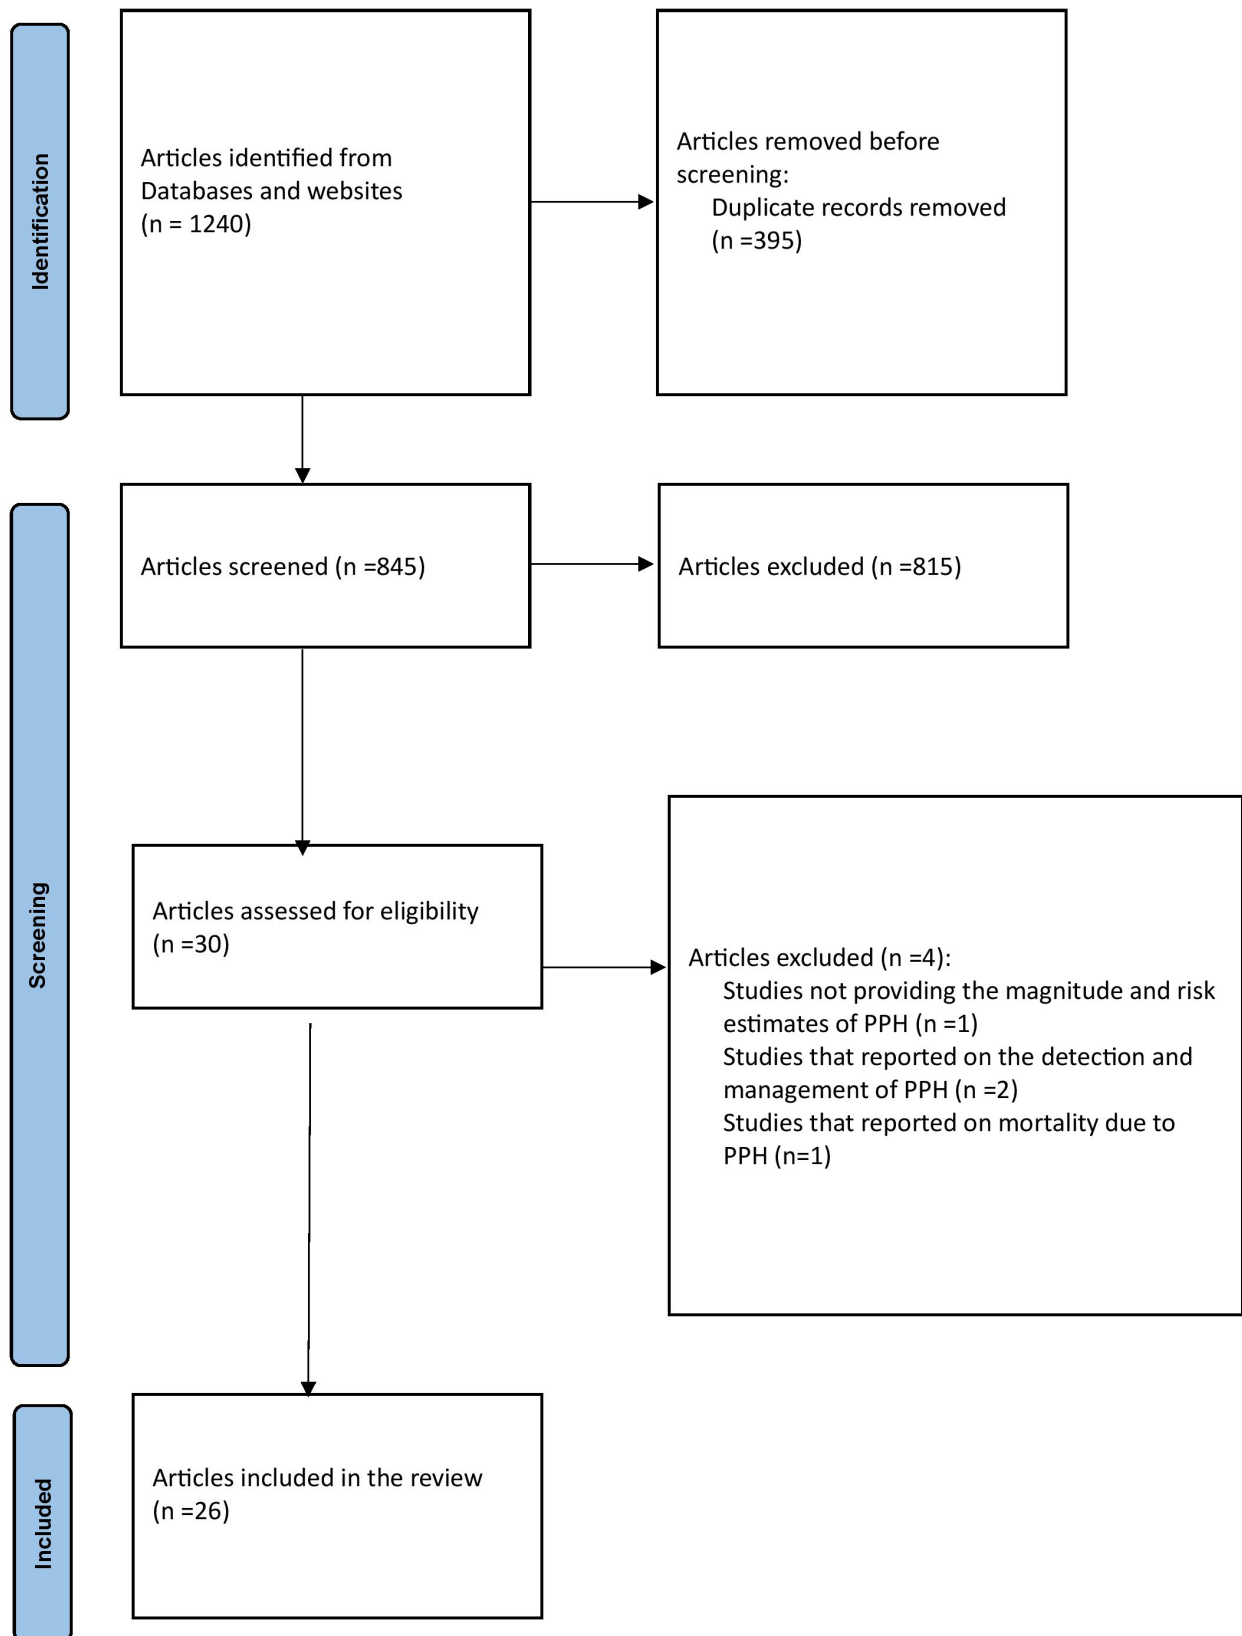 Identification
Articles identified from
Databases and websites
(n = 1240)
Articles removed before
screening:
Duplicate records removed
(n =395)
Screening
Articles screened (n =845)
Articles excluded (n =815)
Articles assessed for eligibility
(n =30)
Articles excluded (n =4):
Studies not providing the magnitude and risk
estimates of PPH (n =1)
Studies that reported on the detection and
management of PPH (n =2)
Studies that reported on mortality due to
PPH (n=1)
Included
Articles included in the review
(n =26)